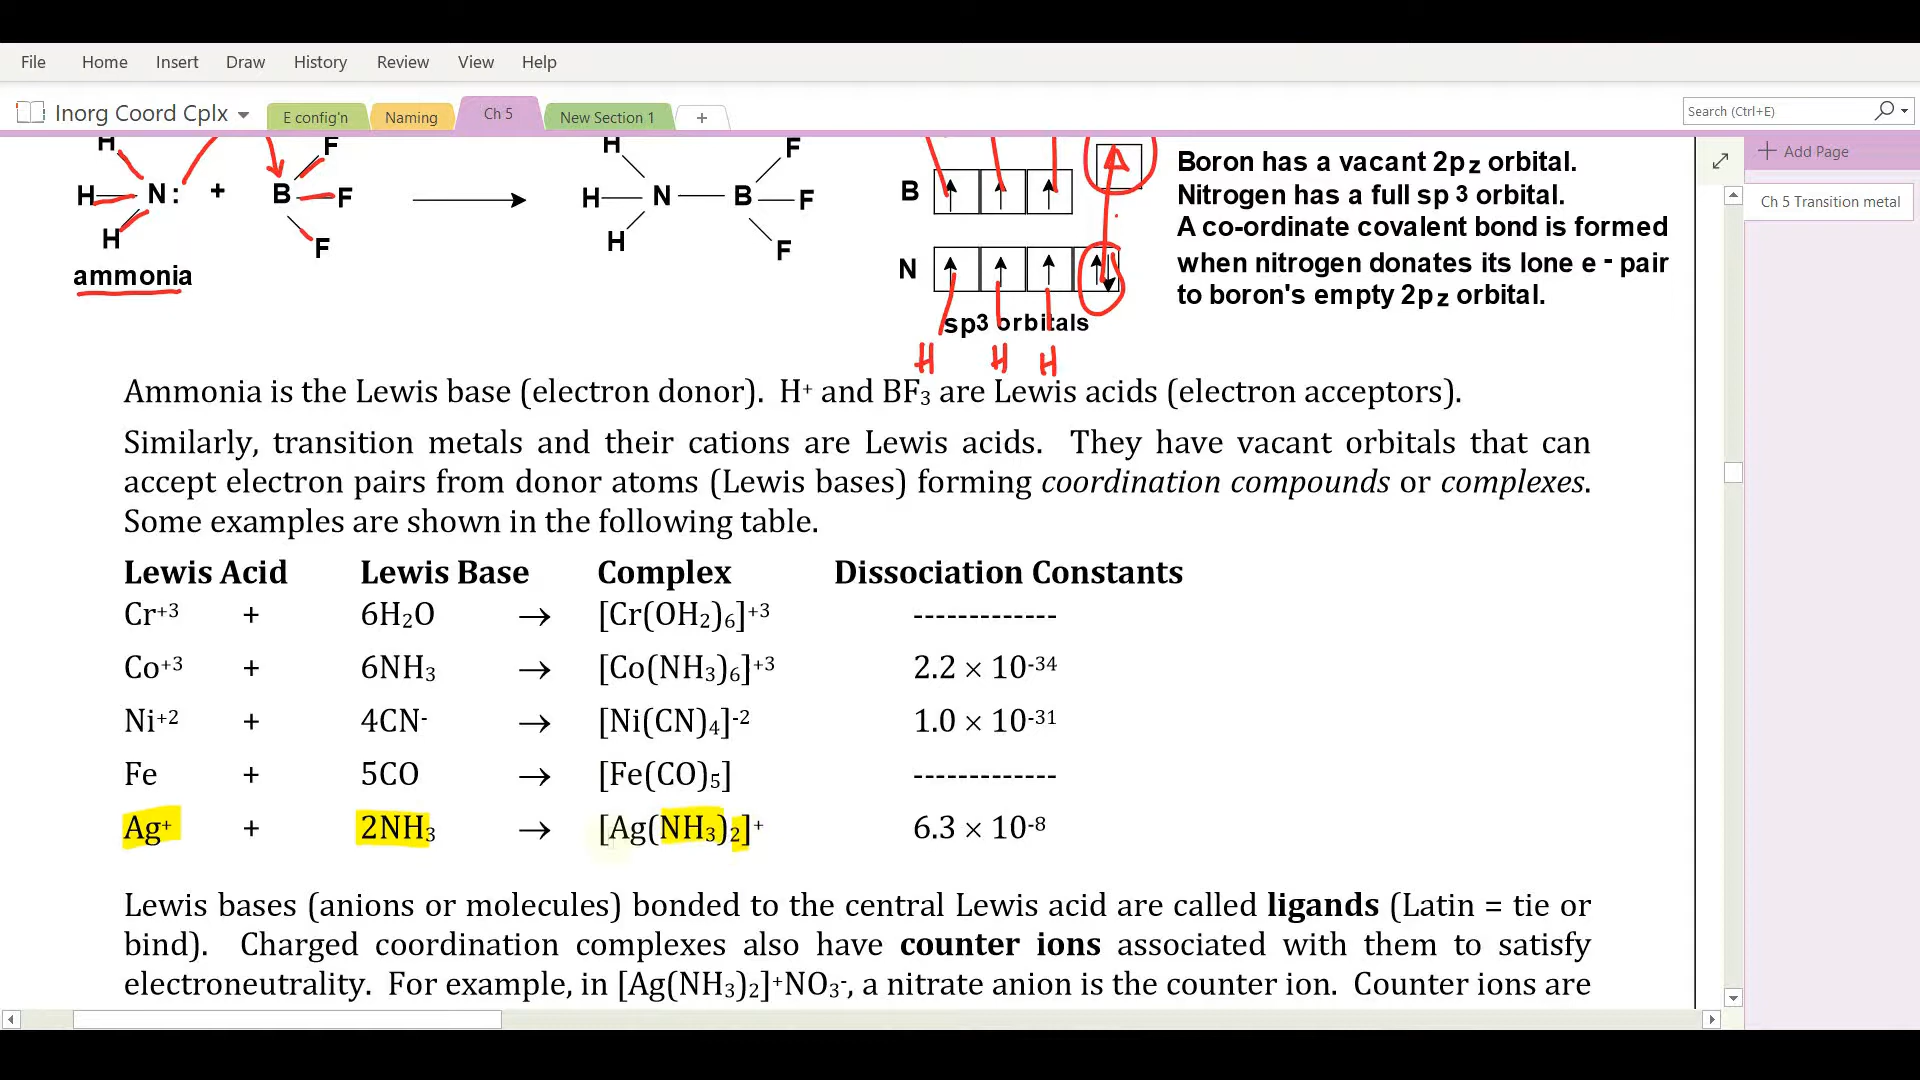 File Home Insert Draw History Review View Help
Inorg Coord Cplx E config'n Naming Ch 5 New Section 1 + Search (Ctrl+E)
Add Page
Ch 5 Transition metal
H F H F
H N: + B F H N B F
H F H F
ammonia
B
N
sp3 orbitals
H H H
Boron has a vacant 2pz orbital.
Nitrogen has a full sp 3 orbital.
A co-ordinate covalent bond is formed
when nitrogen donates its lone e - pair
to boron's empty 2pz orbital.
Ammonia is the Lewis base (electron donor). H+ and BF3 are Lewis acids (electron acceptors).
Similarly, transition metals and their cations are Lewis acids. They have vacant orbitals that can
accept electron pairs from donor atoms (Lewis bases) forming coordination compounds or complexes.
Some examples are shown in the following table.
Lewis Acid Lewis Base Complex Dissociation Constants
Cr+3 + 6H2O → [Cr(OH2)6]+3 -------------
Co+3 + 6NH3 → [Co(NH3)6]+3 2.2 × 10-34
Ni+2 + 4CN- → [Ni(CN)4]-2 1.0 × 10-31
Fe + 5CO → [Fe(CO)5] -------------
Ag+ + 2NH3 → [Ag(NH3)2]+ 6.3 × 10-8
Lewis bases (anions or molecules) bonded to the central Lewis acid are called ligands (Latin = tie or
bind). Charged coordination complexes also have counter ions associated with them to satisfy
electroneutrality. For example, in [Ag(NH3)2]+NO3-, a nitrate anion is the counter ion. Counter ions are